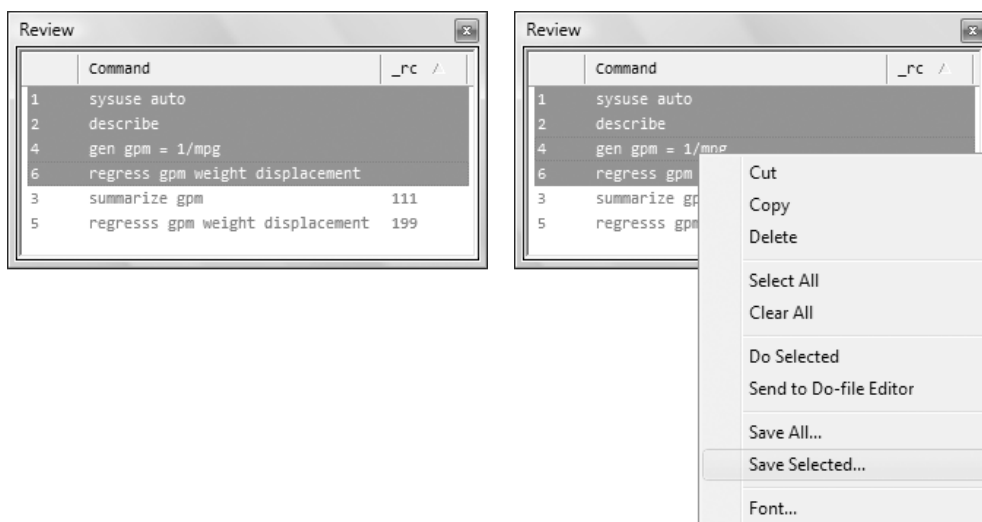 Review
Command _rc
1 sysuse auto
2 describe
4 gen gpm = 1/mpg
6 regress gpm weight displacement
3 summarize gpm 111
5 regresss gpm weight displacement 199
Review
Command _rc
1 sysuse auto
2 describe
4 gen gpm = 1/mpg
6 regress gpm
3 summarize gp
5 regresss gpm
Cut
Copy
Delete
Select All
Clear All
Do Selected
Send to Do-file Editor
Save All...
Save Selected...
Font...